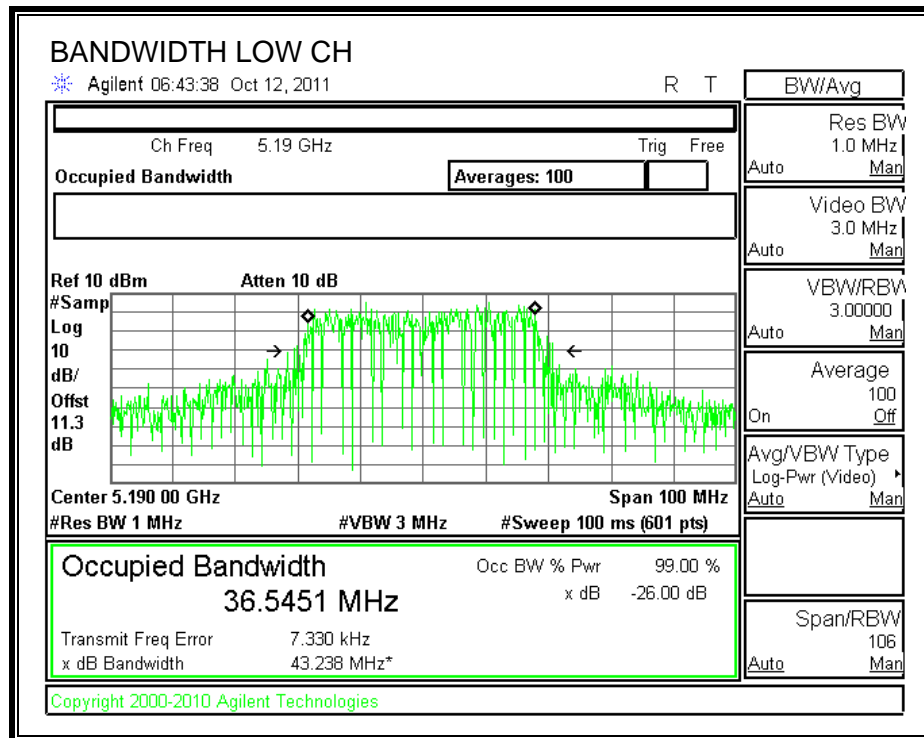 BANDWIDTH LOW CH
Agilent 06:43:38 Oct 12, 2011 R T
Ch Freq 5.19 GHz Trig Free
Occupied Bandwidth Averages: 100
Ref 10 dBm Atten 10 dB
#Samp
Log
10
dB/
Offst
11.3
dB
Center 5.190 00 GHz Span 100 MHz
#Res BW 1 MHz #VBW 3 MHz #Sweep 100 ms (601 pts)
Occupied Bandwidth Occ BW % Pwr 99.00 %
36.5451 MHz x dB -26.00 dB
Transmit Freq Error 7.330 kHz
x dB Bandwidth 43.238 MHz*
Copyright 2000-2010 Agilent Technologies
BW/Avg
Res BW
1.0 MHz
Auto Man
Video BW
3.0 MHz
Auto Man
VBW/RBW
3.00000
Auto Man
Average
100
On Off
Avg/VBW Type
Log-Pwr (Video)
Auto Man
Span/RBW
106
Auto Man